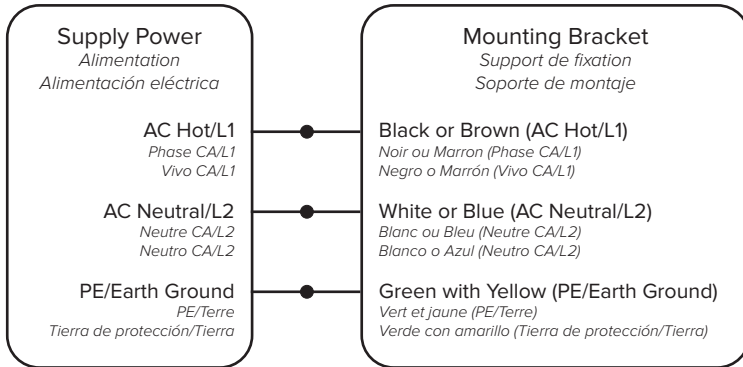 Supply Power
Alimentation
Alimentación eléctrica
AC Hot/L1
Phase CA/L1
Vivo CA/L1
AC Neutral/L2
Neutre CA/L2
Neutro CA/L2
PE/Earth Ground
PE/Terre
Tierra de protección/Tierra
Mounting Bracket
Support de fixation
Soporte de montaje
Black or Brown (AC Hot/L1)
Noir ou Marron (Phase CA/L1)
Negro o Marrón (Vivo CA/L1)
White or Blue (AC Neutral/L2)
Blanc ou Bleu (Neutre CA/L2)
Blanco o Azul (Neutro CA/L2)
Green with Yellow (PE/Earth Ground)
Vert et jaune (PE/Terre)
Verde con amarillo (Tierra de protección/Tierra)